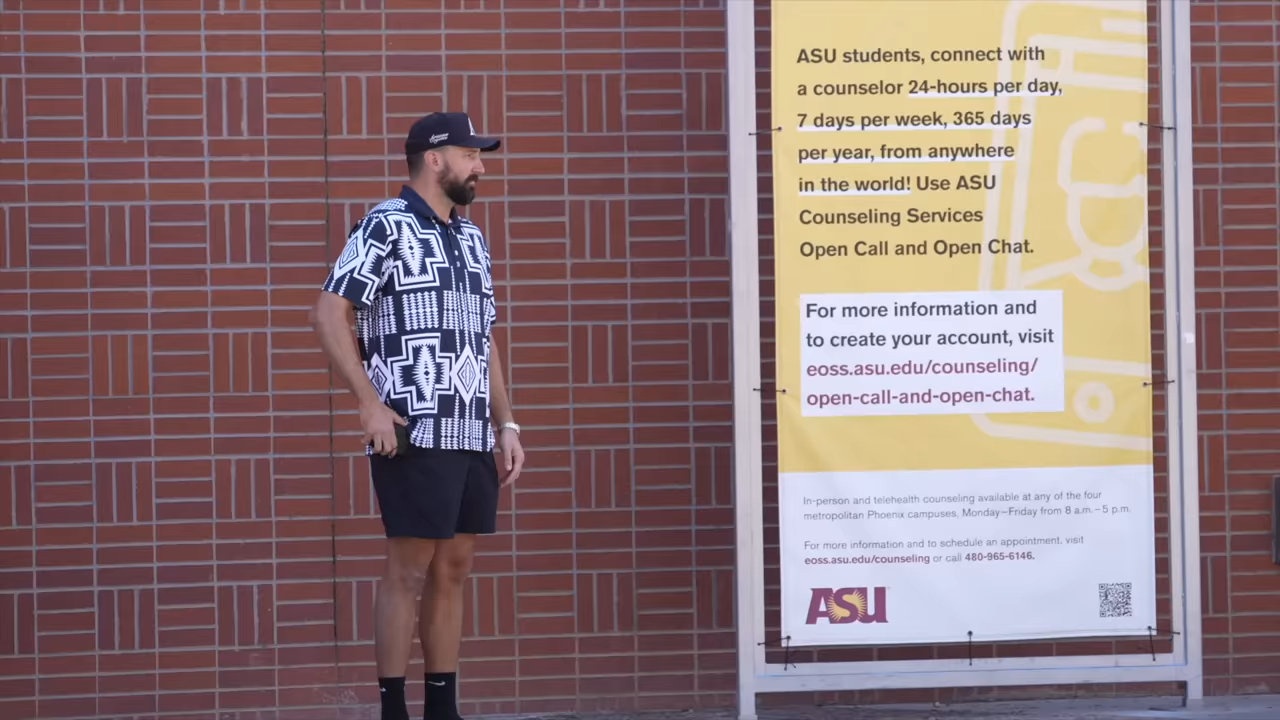 ASU students, connect with
a counselor 24-hours per day,
7 days per week, 365 days
per year, from anywhere
in the world! Use ASU
Counseling Services
Open Call and Open Chat.
For more information and
to create your account, visit
eoss.asu.edu/counseling/
open-call-and-open-chat.
In-person and telehealth counseling available at any of the four
metropolitan Phoenix campuses, Monday–Friday from 8 a.m.–5 p.m.
For more information and to schedule an appointment, visit
eoss.asu.edu/counseling or call 480-965-6146.
ASU